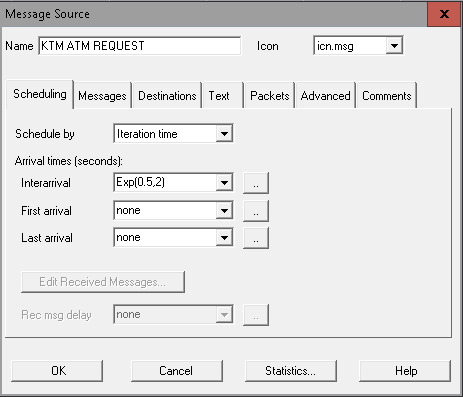 Message Source
x
Name KTM ATM REQUEST Icon icn.msg
Scheduling Messages Destinations Text Packets Advanced Comments
Schedule by Iteration time
Arrival times (seconds):
Interarrival Exp(0.5,2) ..
First arrival none ..
Last arrival none ..
Edit Received Messages...
Rec msg delay none ..
OK Cancel Statistics... Help